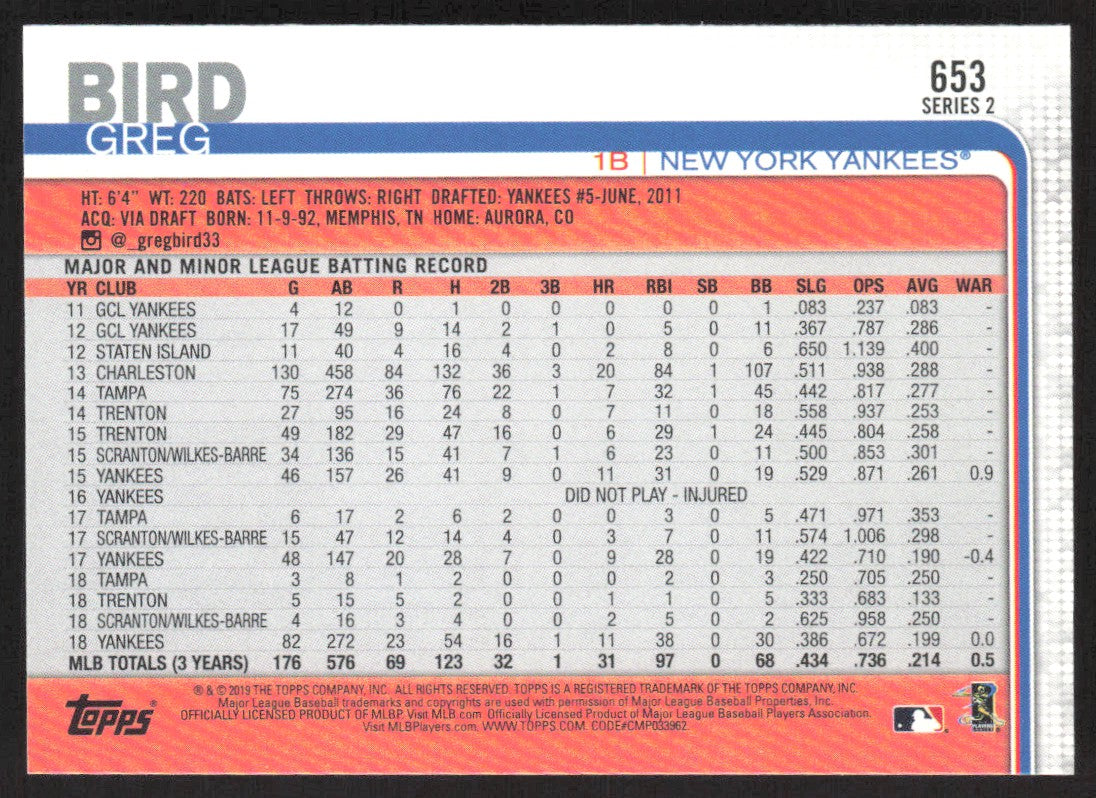 BIRD
GREG
653
SERIES 2
1B | NEW YORK YANKEES®
HT: 6'4" WT: 220 BATS: LEFT THROWS: RIGHT DRAFTED: YANKEES #5-JUNE, 2011
ACQ: VIA DRAFT BORN: 11-9-92, MEMPHIS, TN HOME: AURORA, CO
@_gregbird33
MAJOR AND MINOR LEAGUE BATTING RECORD
YR CLUB G AB R H 2B 3B HR RBI SB BB SLG OPS AVG WAR
11 GCL YANKEES 4 12 0 1 0 0 0 0 0 1 .083 .237 .083 -
12 GCL YANKEES 17 49 9 14 2 1 0 5 0 11 .367 .787 .286 -
12 STATEN ISLAND 11 40 4 16 4 0 2 8 0 6 .650 1.139 .400 -
13 CHARLESTON 130 458 84 132 36 3 20 84 1 107 .511 .938 .288 -
14 TAMPA 75 274 36 76 22 1 7 32 1 45 .442 .817 .277 -
14 TRENTON 27 95 16 24 8 0 7 11 0 18 .558 .937 .253 -
15 TRENTON 49 182 29 47 16 0 6 29 1 24 .445 .804 .258 -
15 SCRANTON/WILKES-BARRE 34 136 15 41 7 1 6 23 0 11 .500 .853 .301 -
15 YANKEES 46 157 26 41 9 0 11 31 0 19 .529 .871 .261 0.9
16 YANKEES DID NOT PLAY - INJURED
17 TAMPA 6 17 2 6 2 0 0 3 0 5 .471 .971 .353 -
17 SCRANTON/WILKES-BARRE 15 47 12 14 4 0 3 7 0 11 .574 1.006 .298 -
17 YANKEES 48 147 20 28 7 0 9 28 0 19 .422 .710 .190 -0.4
18 TAMPA 3 8 1 2 0 0 0 2 0 3 .250 .705 .250 -
18 TRENTON 5 15 5 2 0 0 1 1 0 5 .333 .683 .133 -
18 SCRANTON/WILKES-BARRE 4 16 3 4 0 0 2 5 0 2 .625 .958 .250 -
18 YANKEES 82 272 23 54 16 1 11 38 0 30 .386 .672 .199 0.0
MLB TOTALS (3 YEARS) 176 576 69 123 32 1 31 97 0 68 .434 .736 .214 0.5
topps®
® & © 2019 THE TOPPS COMPANY, INC. ALL RIGHTS RESERVED. TOPPS IS A REGISTERED TRADEMARK OF THE TOPPS COMPANY, INC.
Major League Baseball trademarks and copyrights are used with permission of Major League Baseball Properties, Inc.
OFFICIALLY LICENSED PRODUCT OF MLBP. Visit MLB.com Officially Licensed Product of Major League Baseball Players Association.
Visit MLBPlayers.com. WWW.TOPPS.COM. CODE#CMP033962.